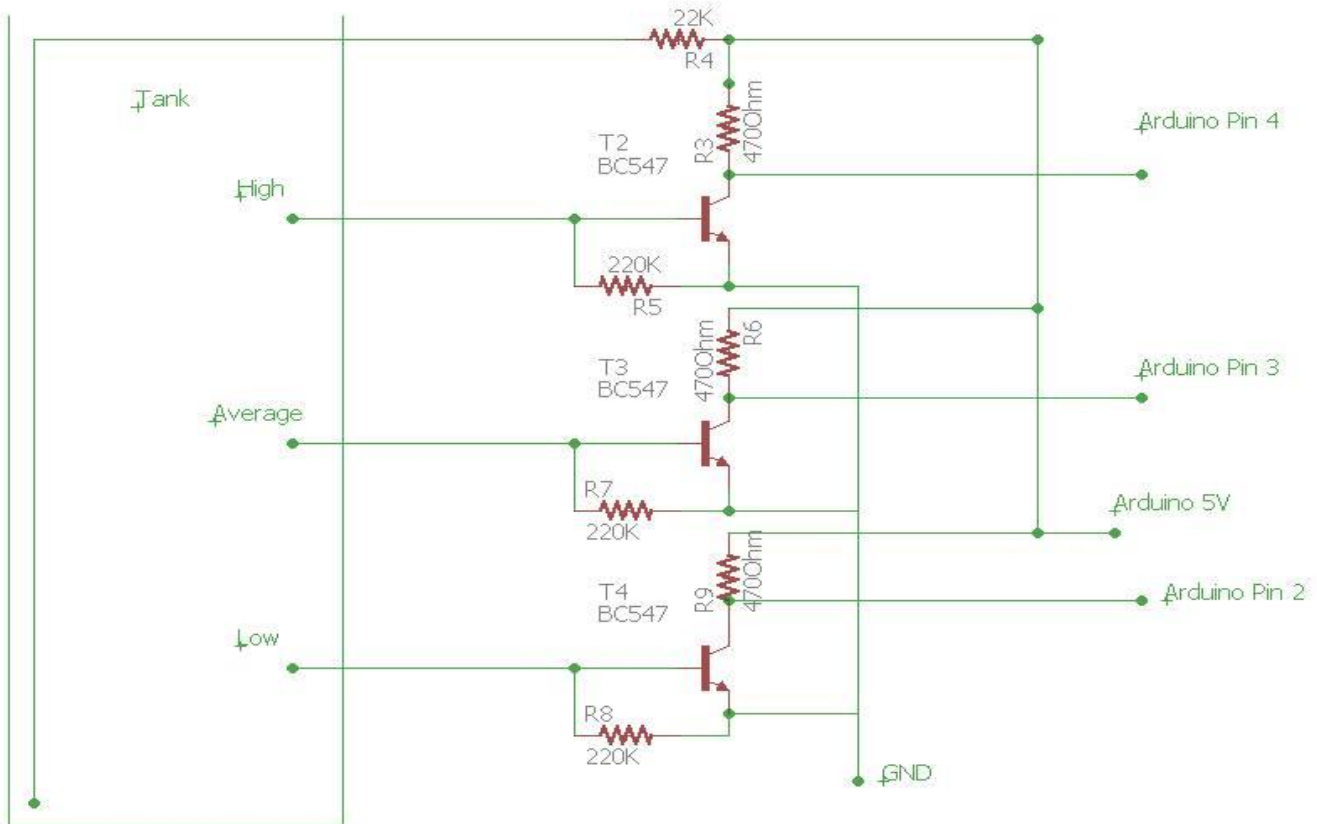 22K
R4
Tank
470Ohm
R3
Arduino Pin 4
T2
BC547
High
220K
R5
470Ohm
R6
T3
BC547
Arduino Pin 3
Average
R7
220K
Arduino 5V
470Ohm
R9
T4
BC547
Arduino Pin 2
Low
R8
220K
GND